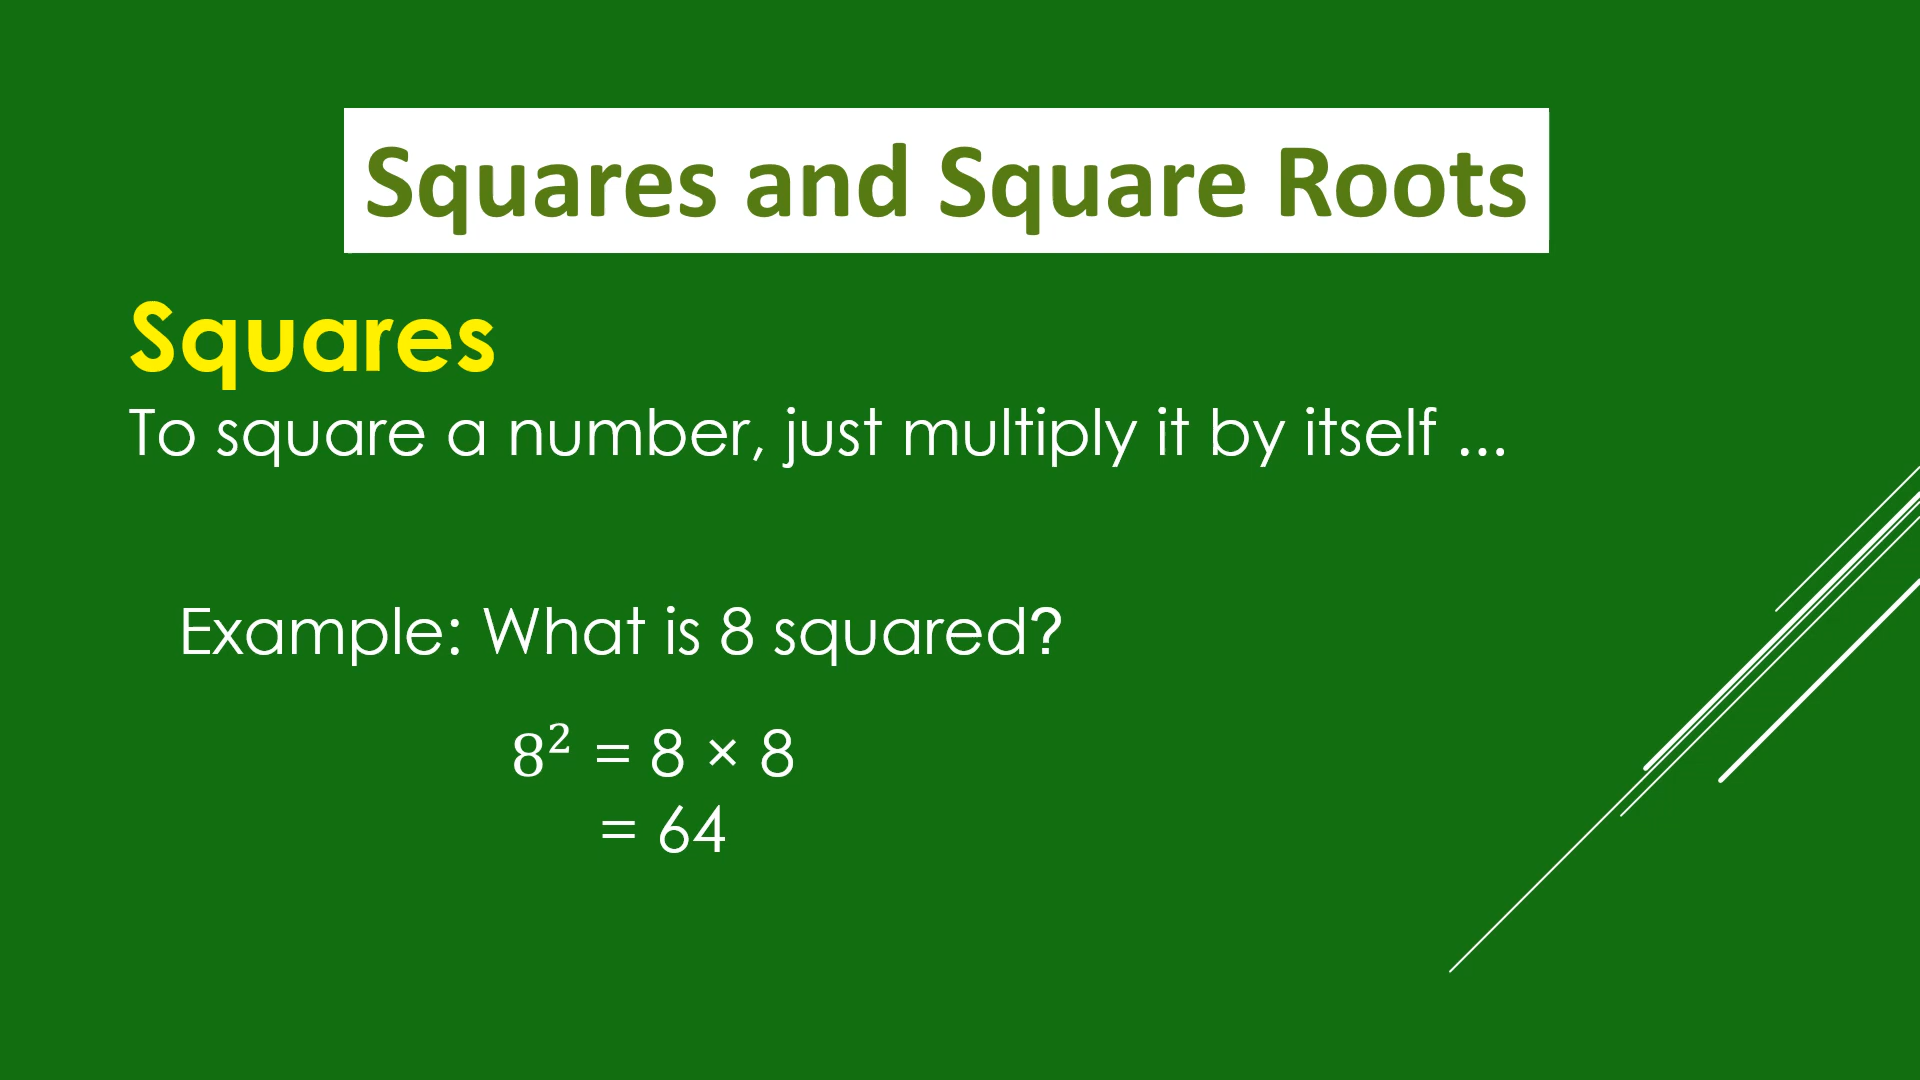 Squares and Square Roots
Squares
To square a number, just multiply it by itself ...
Example: What is 8 squared?
8² = 8 × 8
= 64